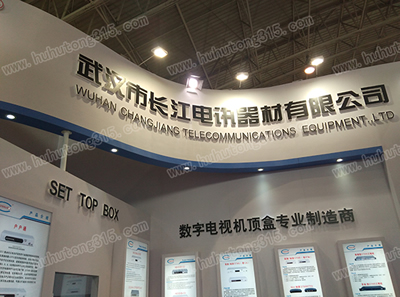 www.huhutong315.com
武汉市长江电讯器材有限公司
WUHAN CHANGJIANG TELECOMMUNICATIONS EQUIPMENT.,LTD
SET TOP BOX
数字电视机顶盒专业制造商